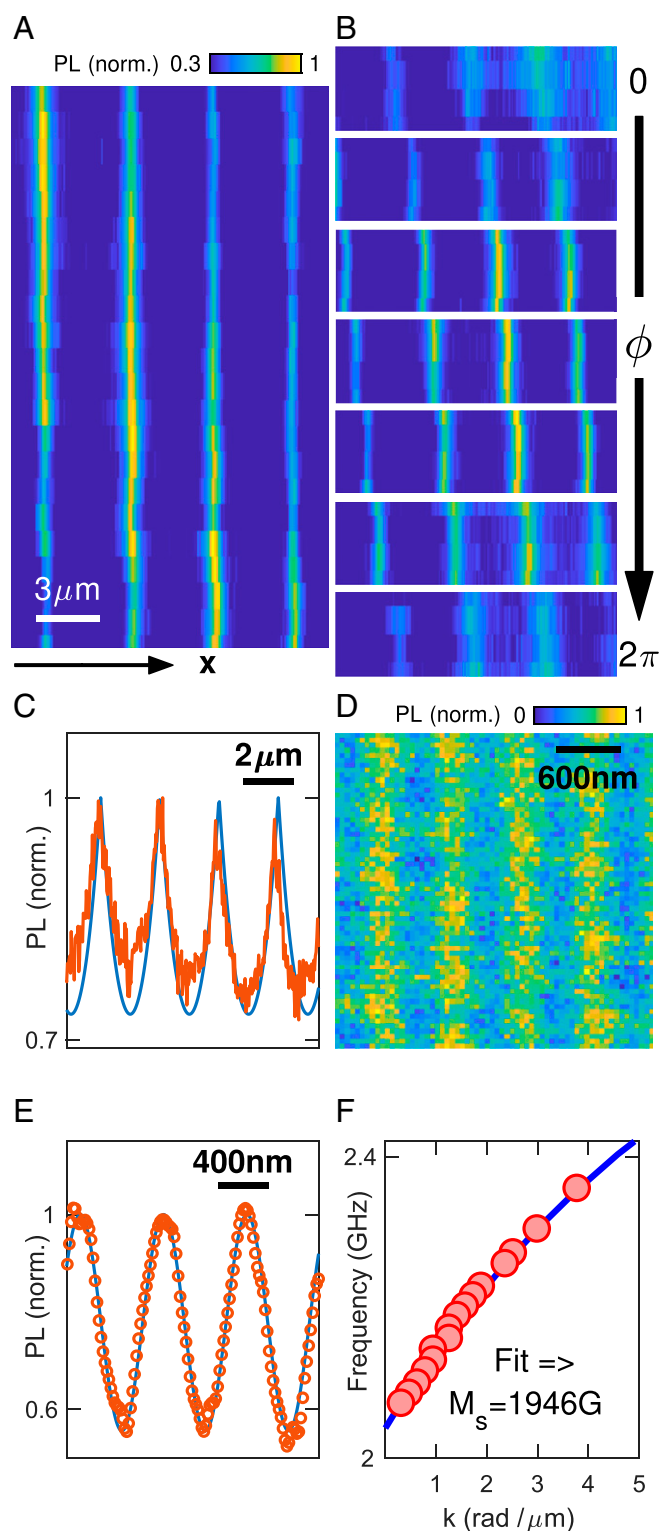 A
PL (norm.) 0.3 1
3μm
x
B
0
ϕ
2π
C
2μm
1
0.7
PL (norm.)
D
PL (norm.) 0 1
600nm
E
400nm
1
0.6
PL (norm.)
F
2.4
2
Frequency (GHz)
Fit =>
Mₛ=1946G
1 2 3 4 5
k (rad /μm)